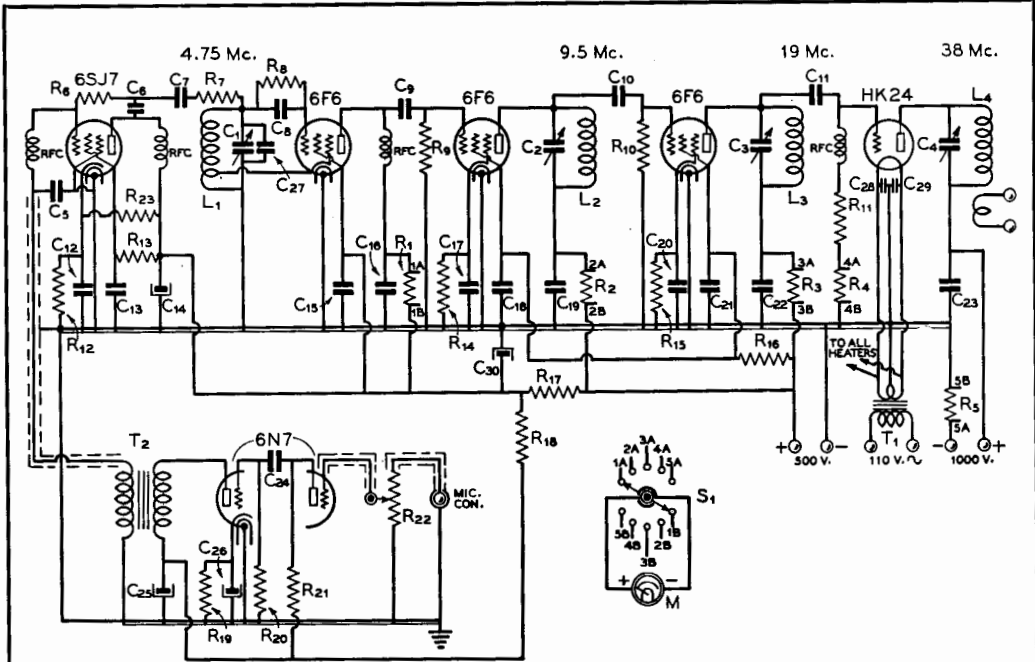 4.75 Mc.
9.5 Mc.
19 Mc.
38 Mc.
6SJ7
R6
C6
C7
R7
R8
C8
6F6
C9
C10
6F6
C11
HK24
L4
RFC
RFC
C1
C27
L1
RFC
R9
C2
L2
R10
C3
L3
RFC
C28
C29
C4
C5
R23
R13
R11
C12
C13
C14
R12
C15
C16
R1
1A
1B
C17
R14
C18
C19
R2
2A
2B
C20
R15
C21
C22
R3
3A
3B
R4
4A
4B
C23
C30
R16
TO ALL
HEATERS
R17
R18
5B
R5
5A
T1
+ 500 V. -
110 V. ~
- 1000 V. +
T2
6N7
C24
R22
MIC.
CON.
C25
C26
R19
R20
R21
3A
2A
4A
1A
5A
S1
5B
1B
4B
2B
3B
+ -
M
6F6